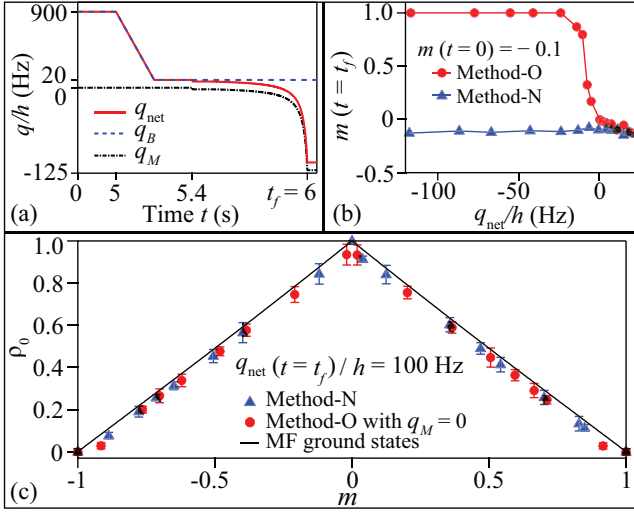 900
20
0
-125
q/h (Hz)
q_net
q_B
q_M
0 5 5.4 t_f = 6
(a) Time t (s)
1.0
0.5
0
-0.5
m (t = t_f)
m (t = 0) = − 0.1
Method-O
Method-N
-100 -50 0
(b) q_net/h (Hz)
1.0
0.8
0.6
0.4
0.2
0
ρ_0
q_net (t = t_f) / h = 100 Hz
Method-N
Method-O with q_M = 0
MF ground states
-1 -0.5 0 0.5 1
(c) m